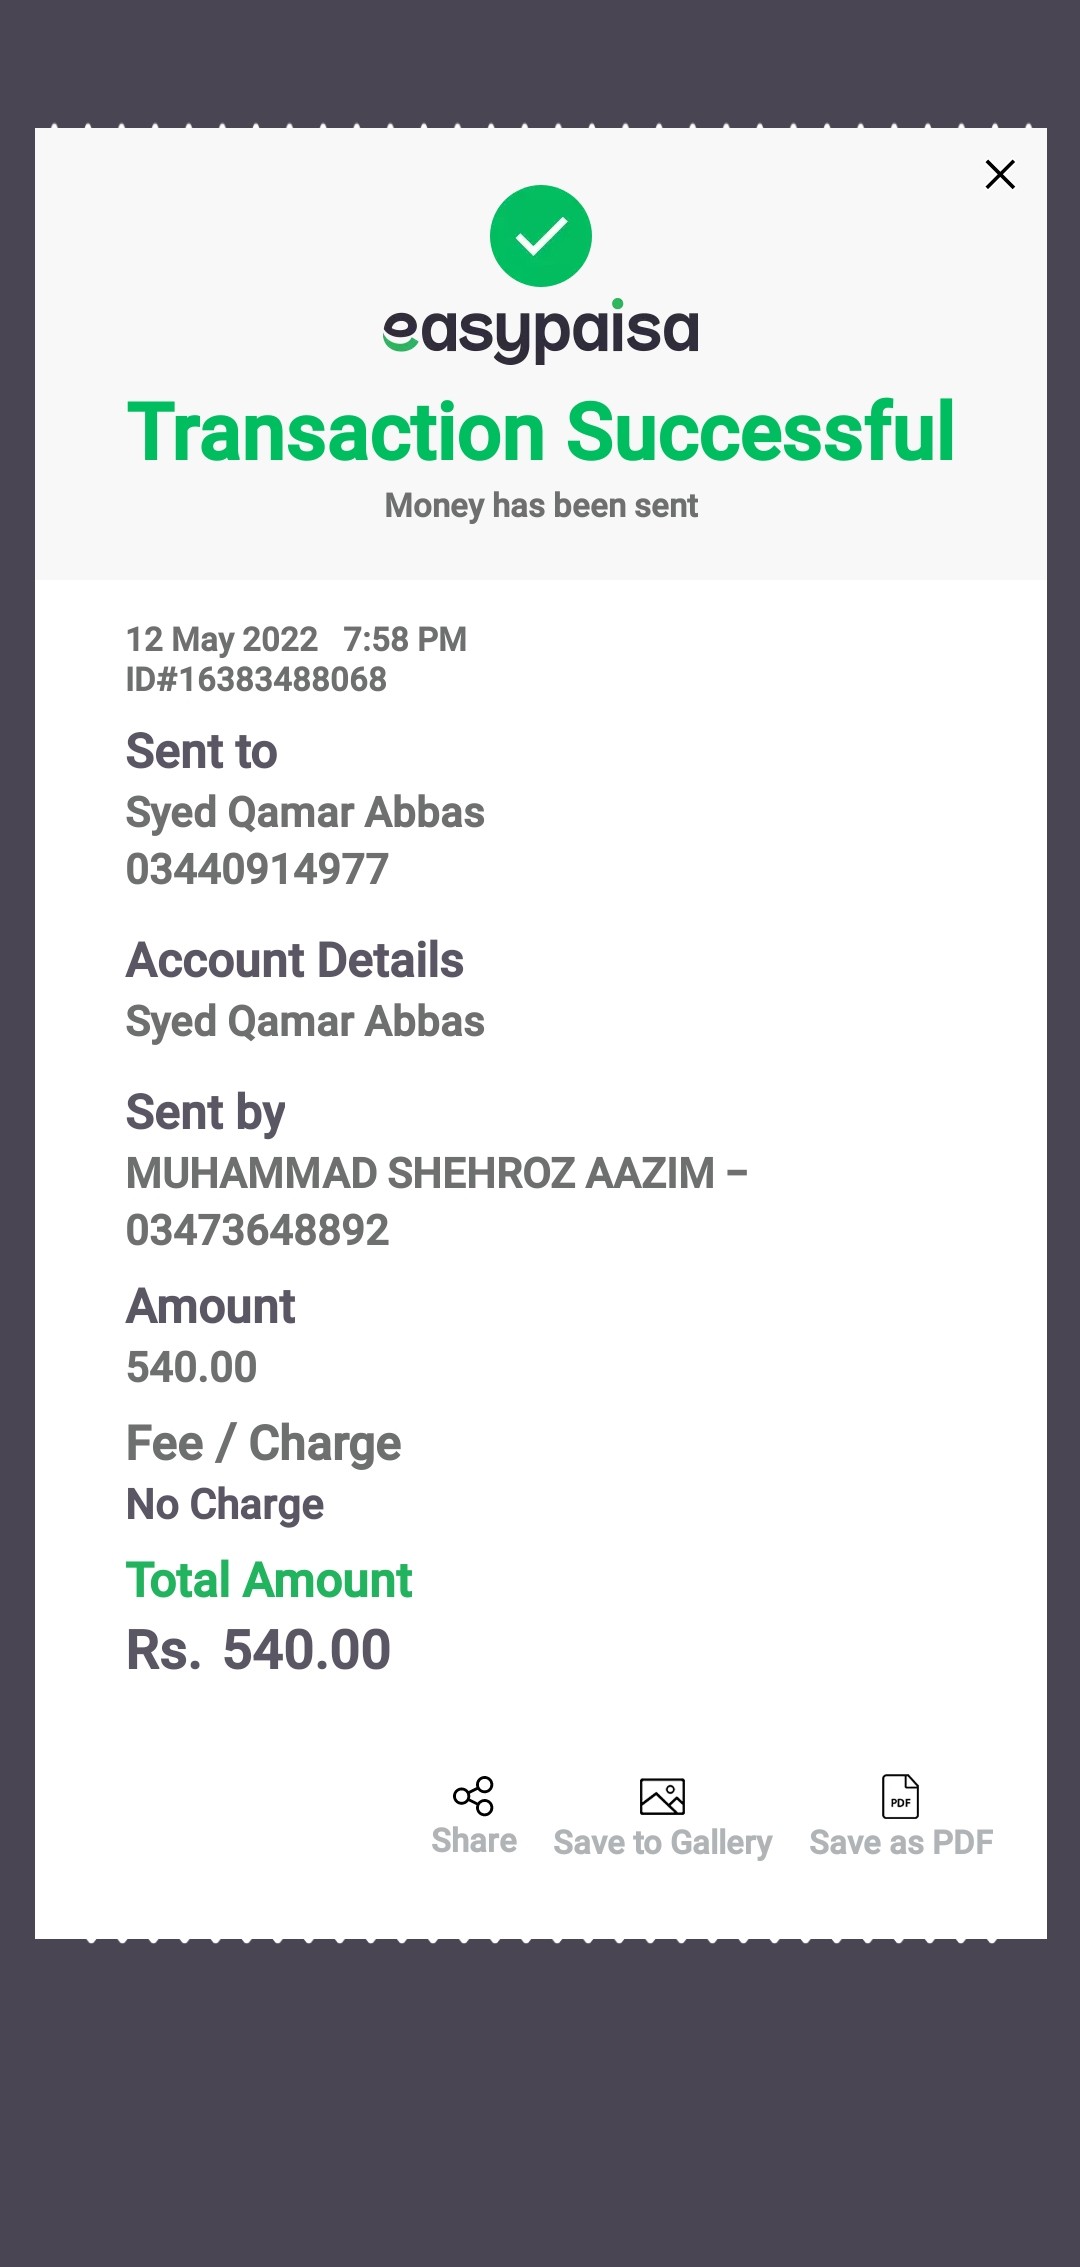 easypaisa
Transaction Successful
Money has been sent
12 May 2022 7:58 PM
ID#16383488068
Sent to
Syed Qamar Abbas
03440914977
Account Details
Syed Qamar Abbas
Sent by
MUHAMMAD SHEHROZ AAZIM –
03473648892
Amount
540.00
Fee / Charge
No Charge
Total Amount
Rs. 540.00
PDF
Share Save to Gallery Save as PDF